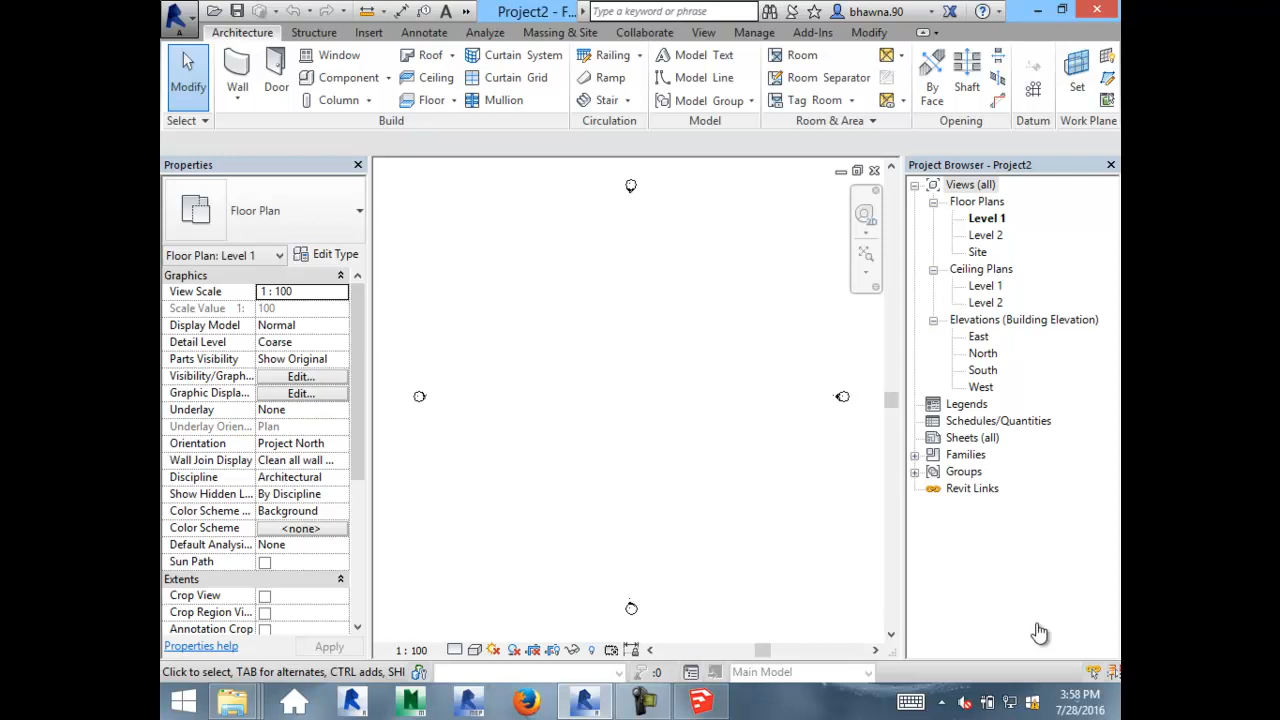 Project2 - F...
Type a keyword or phrase
bhawna.90
Architecture Structure Insert Annotate Analyze Massing & Site Collaborate View Manage Add-Ins Modify
Modify
Wall
Door
Window
Component
Column
Roof
Ceiling
Floor
Curtain System
Curtain Grid
Mullion
Railing
Ramp
Stair
Model Text
Model Line
Model Group
Room
Room Separator
Tag Room
By
Face
Shaft
Set
Select Build Circulation Model Room & Area Opening Datum Work Plane
Properties
Floor Plan
Floor Plan: Level 1 Edit Type
Graphics
View Scale 1 : 100
Scale Value 1: 100
Display Model Normal
Detail Level Coarse
Parts Visibility Show Original
Visibility/Graph... Edit...
Graphic Displa... Edit...
Underlay None
Underlay Orien... Plan
Orientation Project North
Wall Join Display Clean all wall ...
Discipline Architectural
Show Hidden L... By Discipline
Color Scheme ... Background
Color Scheme <none>
Default Analysi... None
Sun Path
Extents
Crop View
Crop Region Vi...
Annotation Crop
Properties help Apply
2D
1 : 100
Project Browser - Project2
Views (all)
Floor Plans
Level 1
Level 2
Site
Ceiling Plans
Level 1
Level 2
Elevations (Building Elevation)
East
North
South
West
Legends
Schedules/Quantities
Sheets (all)
Families
Groups
Revit Links
Click to select, TAB for alternates, CTRL adds, SHI
:0
Main Model
3:58 PM
7/28/2016